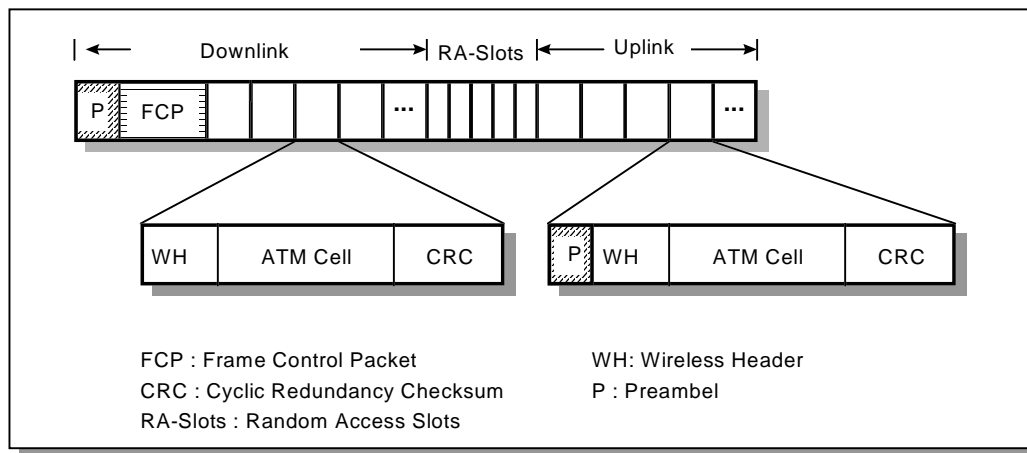 Downlink RA-Slots Uplink
P FCP ... ...
WH ATM Cell CRC P WH ATM Cell CRC
FCP : Frame Control Packet WH: Wireless Header
CRC : Cyclic Redundancy Checksum P : Preambel
RA-Slots : Random Access Slots